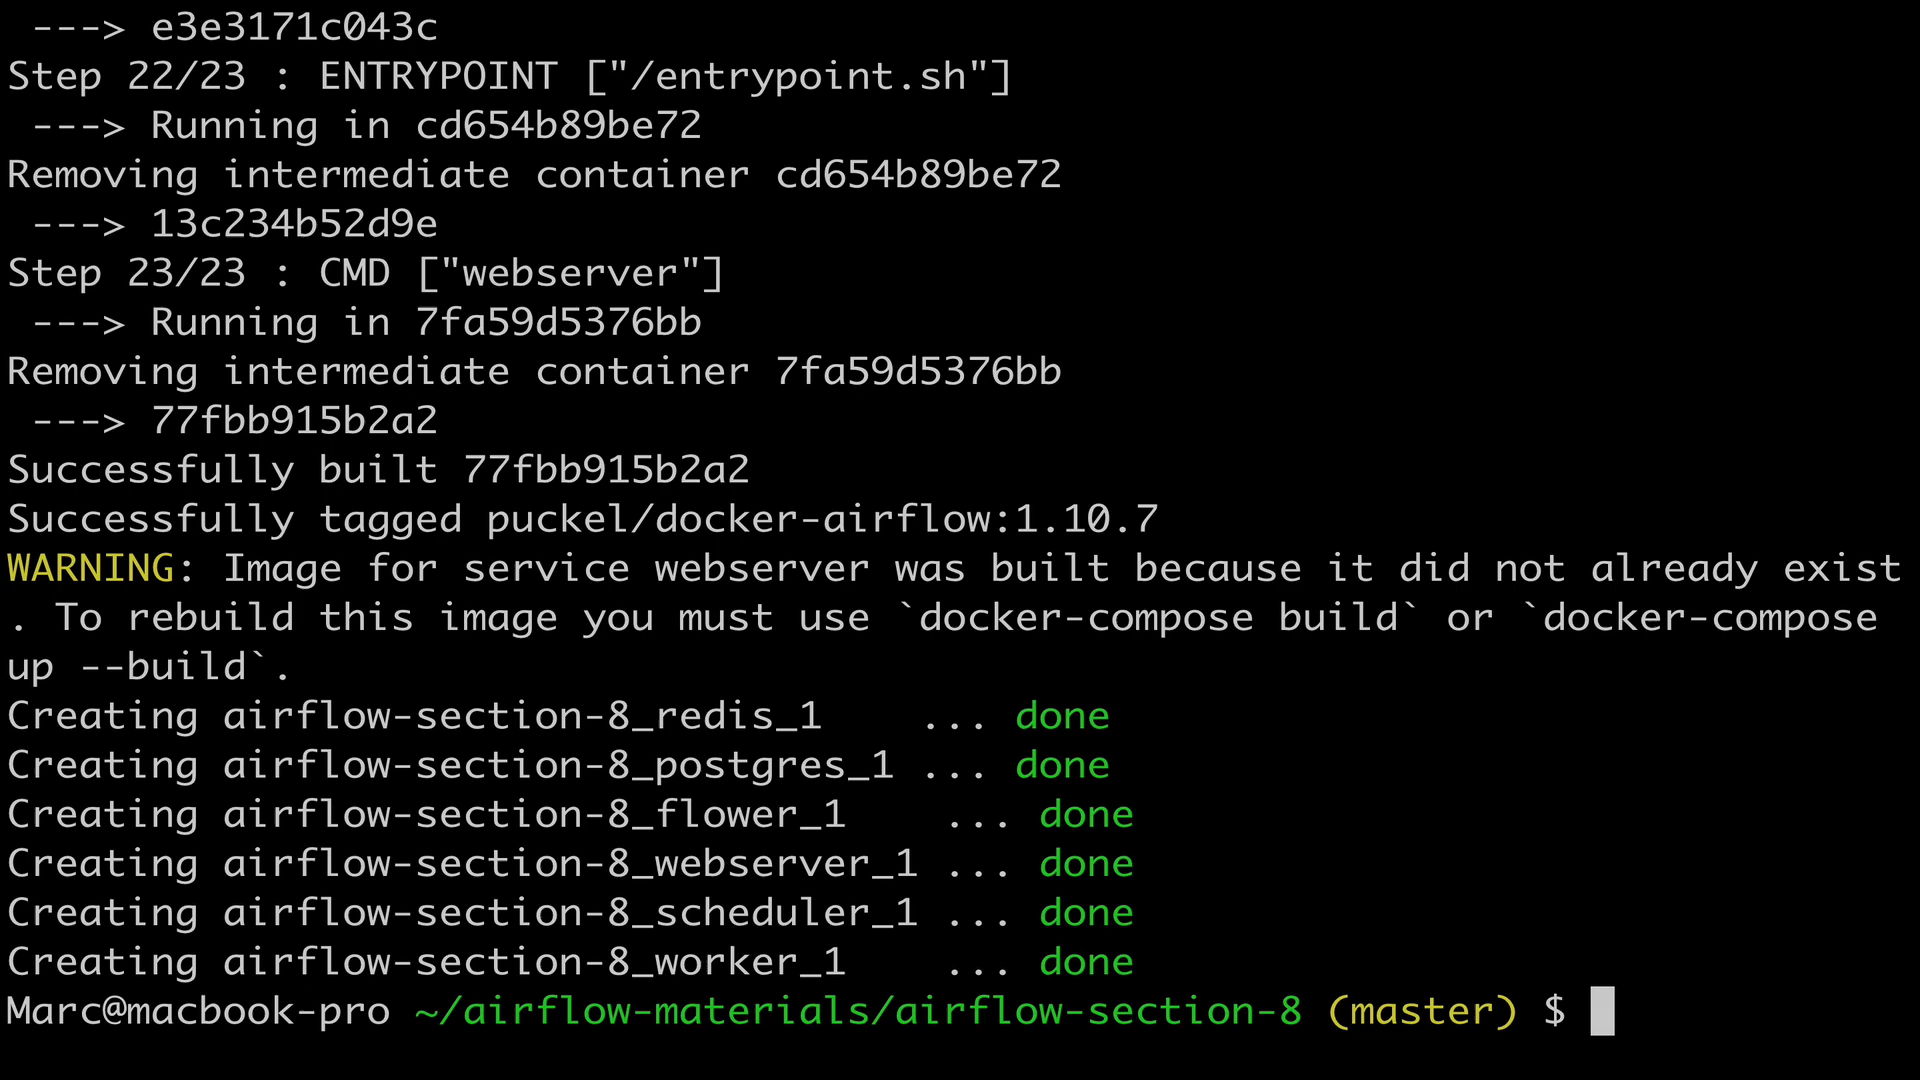 ---> e3e3171c043c
Step 22/23 : ENTRYPOINT ["/entrypoint.sh"]
---> Running in cd654b89be72
Removing intermediate container cd654b89be72
---> 13c234b52d9e
Step 23/23 : CMD ["webserver"]
---> Running in 7fa59d5376bb
Removing intermediate container 7fa59d5376bb
---> 77fbb915b2a2
Successfully built 77fbb915b2a2
Successfully tagged puckel/docker-airflow:1.10.7
WARNING: Image for service webserver was built because it did not already exist
. To rebuild this image you must use `docker-compose build` or `docker-compose
up --build`.
Creating airflow-section-8_redis_1 ... done
Creating airflow-section-8_postgres_1 ... done
Creating airflow-section-8_flower_1 ... done
Creating airflow-section-8_webserver_1 ... done
Creating airflow-section-8_scheduler_1 ... done
Creating airflow-section-8_worker_1 ... done
Marc@macbook-pro ~/airflow-materials/airflow-section-8 (master) $